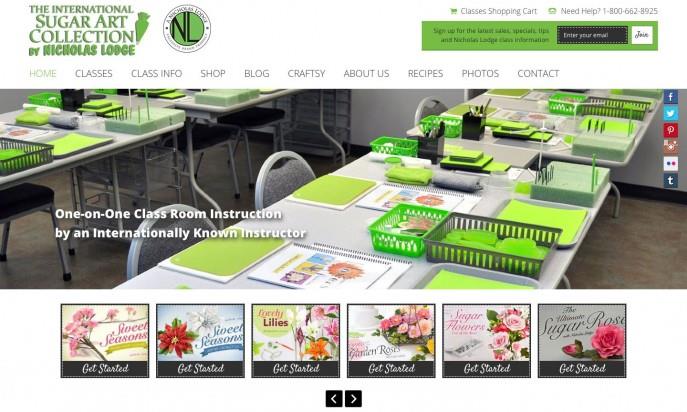 THE INTERNATIONAL
SUGAR ART
COLLECTION
BY NICHOLAS LODGE
NICHOLAS LODGE
NL
Classes Shopping Cart
Need Help? 1-800-662-8925
Sign up for the latest sales, specials, tips
and Nicholas Lodge class information
Enter your email
Join
HOME CLASSES CLASS INFO SHOP BLOG CRAFTSY ABOUT US RECIPES PHOTOS CONTACT
One-on-One Class Room Instruction
by an Internationally Known Instructor
Sweet
Seasons
Get Started
Sweet
Seasons
Get Started
Lovely
Lilies
Get Started
Garden Roses
Get Started
Sugar
Flowers
Get Started
The
Ultimate
Sugar Rose
Get Started